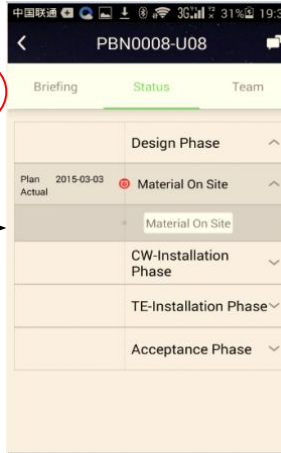 中国联通 3G 2 31% 19:3
PBN0008-U08
Briefing Status Team
Design Phase
Plan 2015-03-03 Material On Site
Actual
Material On Site
CW-Installation
Phase
TE-Installation Phase
Acceptance Phase